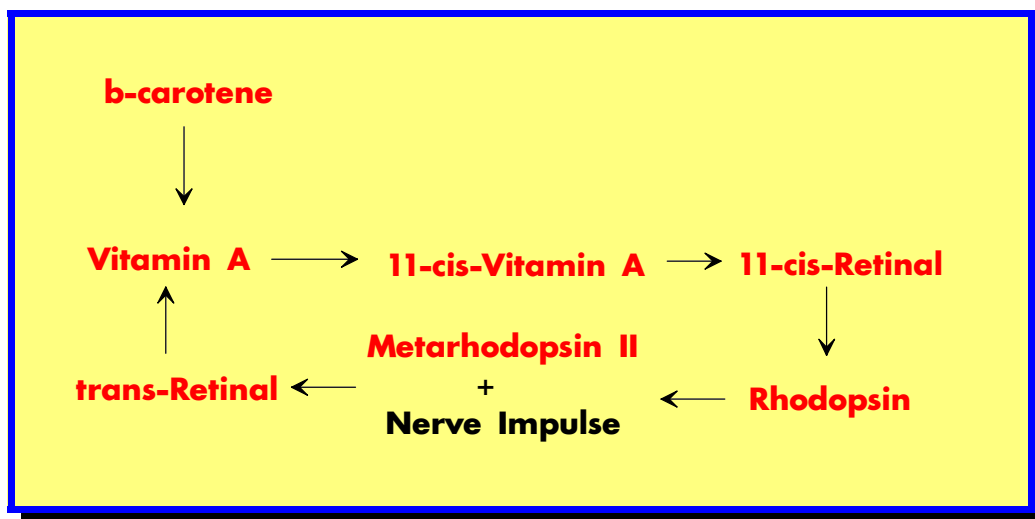 b-carotene
Vitamin A
11-cis-Vitamin A
11-cis-Retinal
Metarhodopsin II
trans-Retinal
+
Rhodopsin
Nerve Impulse